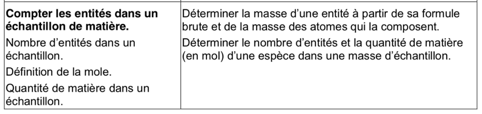 Compter les entités dans un
échantillon de matière.
Nombre d'entités dans un
échantillon.
Définition de la mole.
Quantité de matière dans un
échantillon.
Déterminer la masse d'une entité à partir de sa formule
brute et de la masse des atomes qui la composent.
Déterminer le nombre d'entités et la quantité de matière
(en mol) d'une espèce dans une masse d'échantillon.